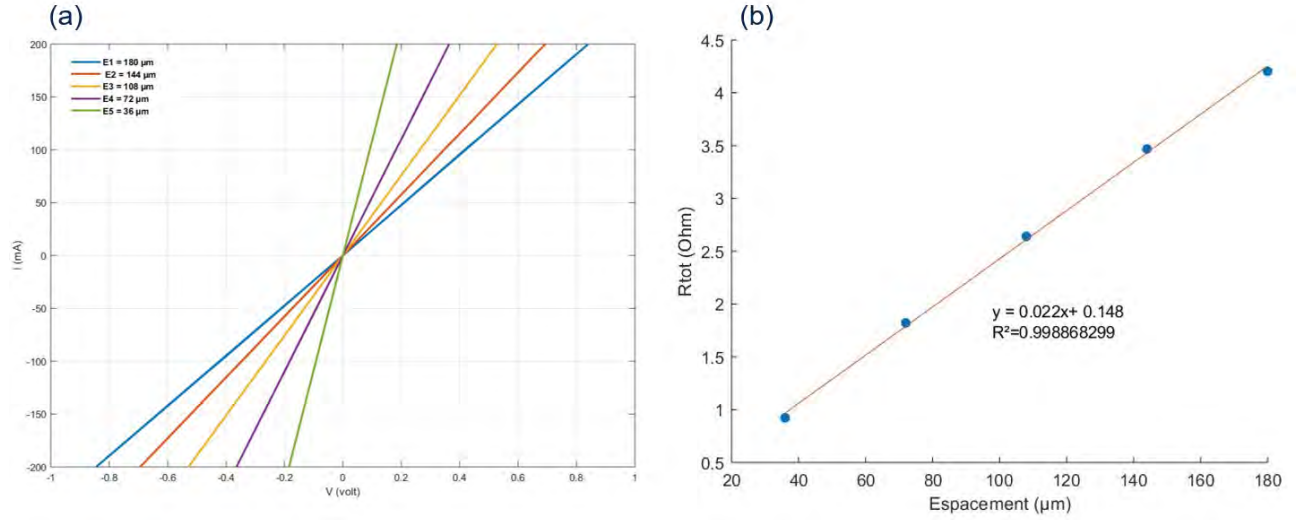 (a)
200
150
100
50
0
-50
-100
-150
-200
I (mA)
E1 = 180 µm
E2 = 144 µm
E3 = 108 µm
E4 = 72 µm
E5 = 36 µm
-1 -0.8 -0.6 -0.4 -0.2 0 0.2 0.4 0.6 0.8 1
V (volt)
(b)
4.5
4
3.5
3
2.5
2
1.5
1
0.5
Rtot (Ohm)
y = 0.022x+ 0.148
R²=0.998868299
20 40 60 80 100 120 140 160 180
Espacement (µm)